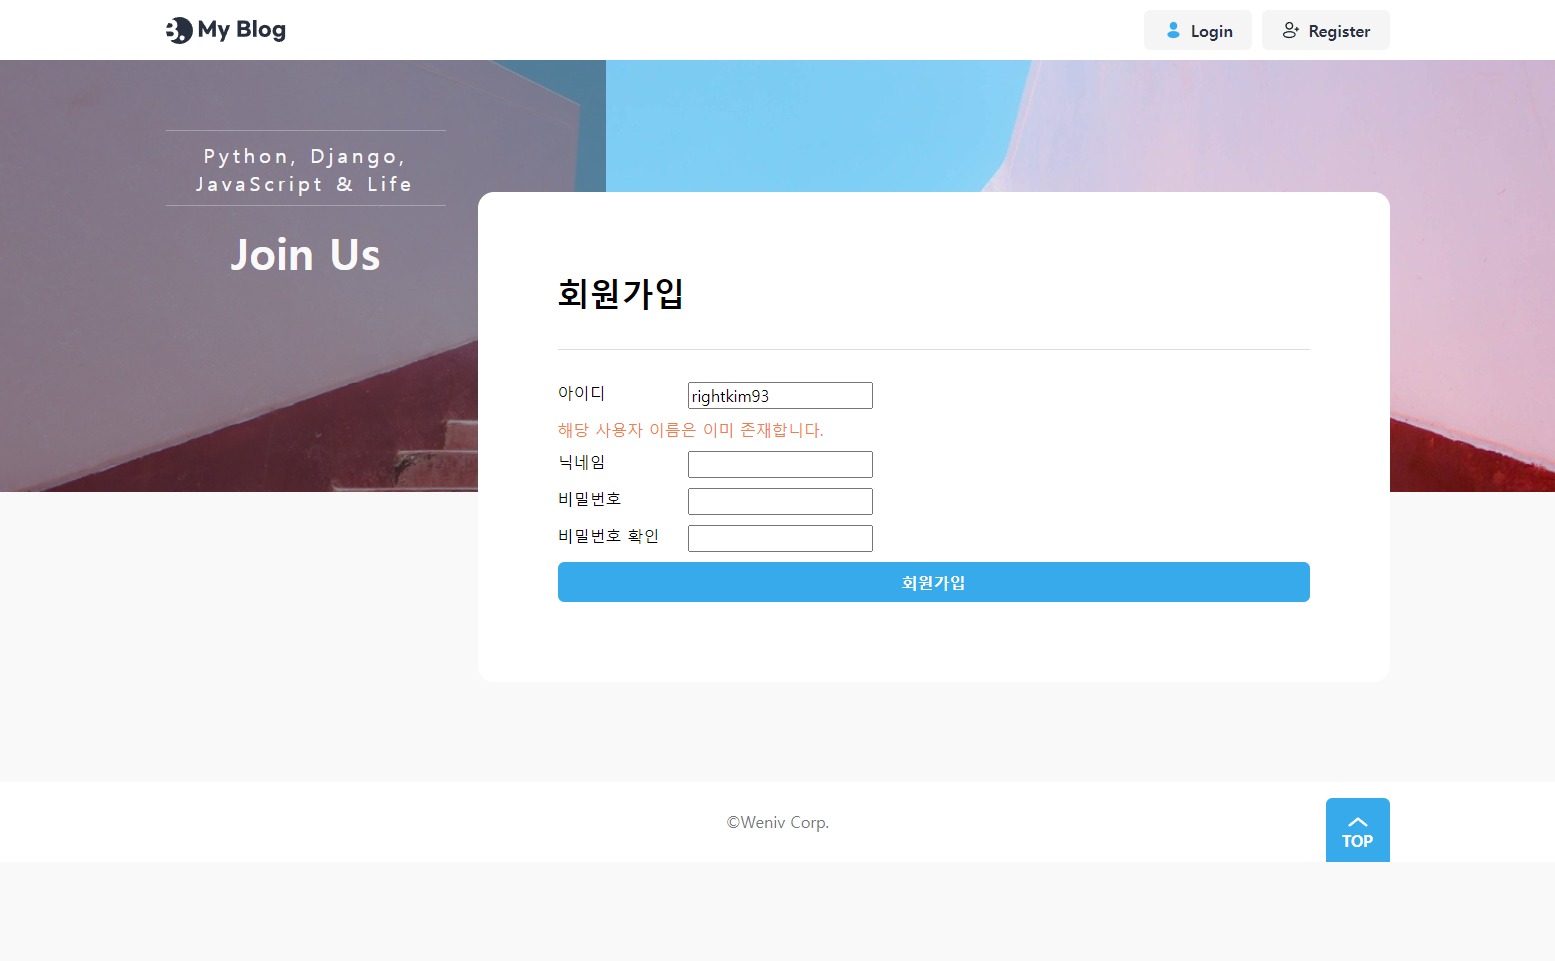 My Blog
Login
Register
Python, Django,
JavaScript & Life
Join Us
회원가입
아이디
rightkim93
해당 사용자 이름은 이미 존재합니다.
닉네임
비밀번호
비밀번호 확인
회원가입
©Weniv Corp.
TOP